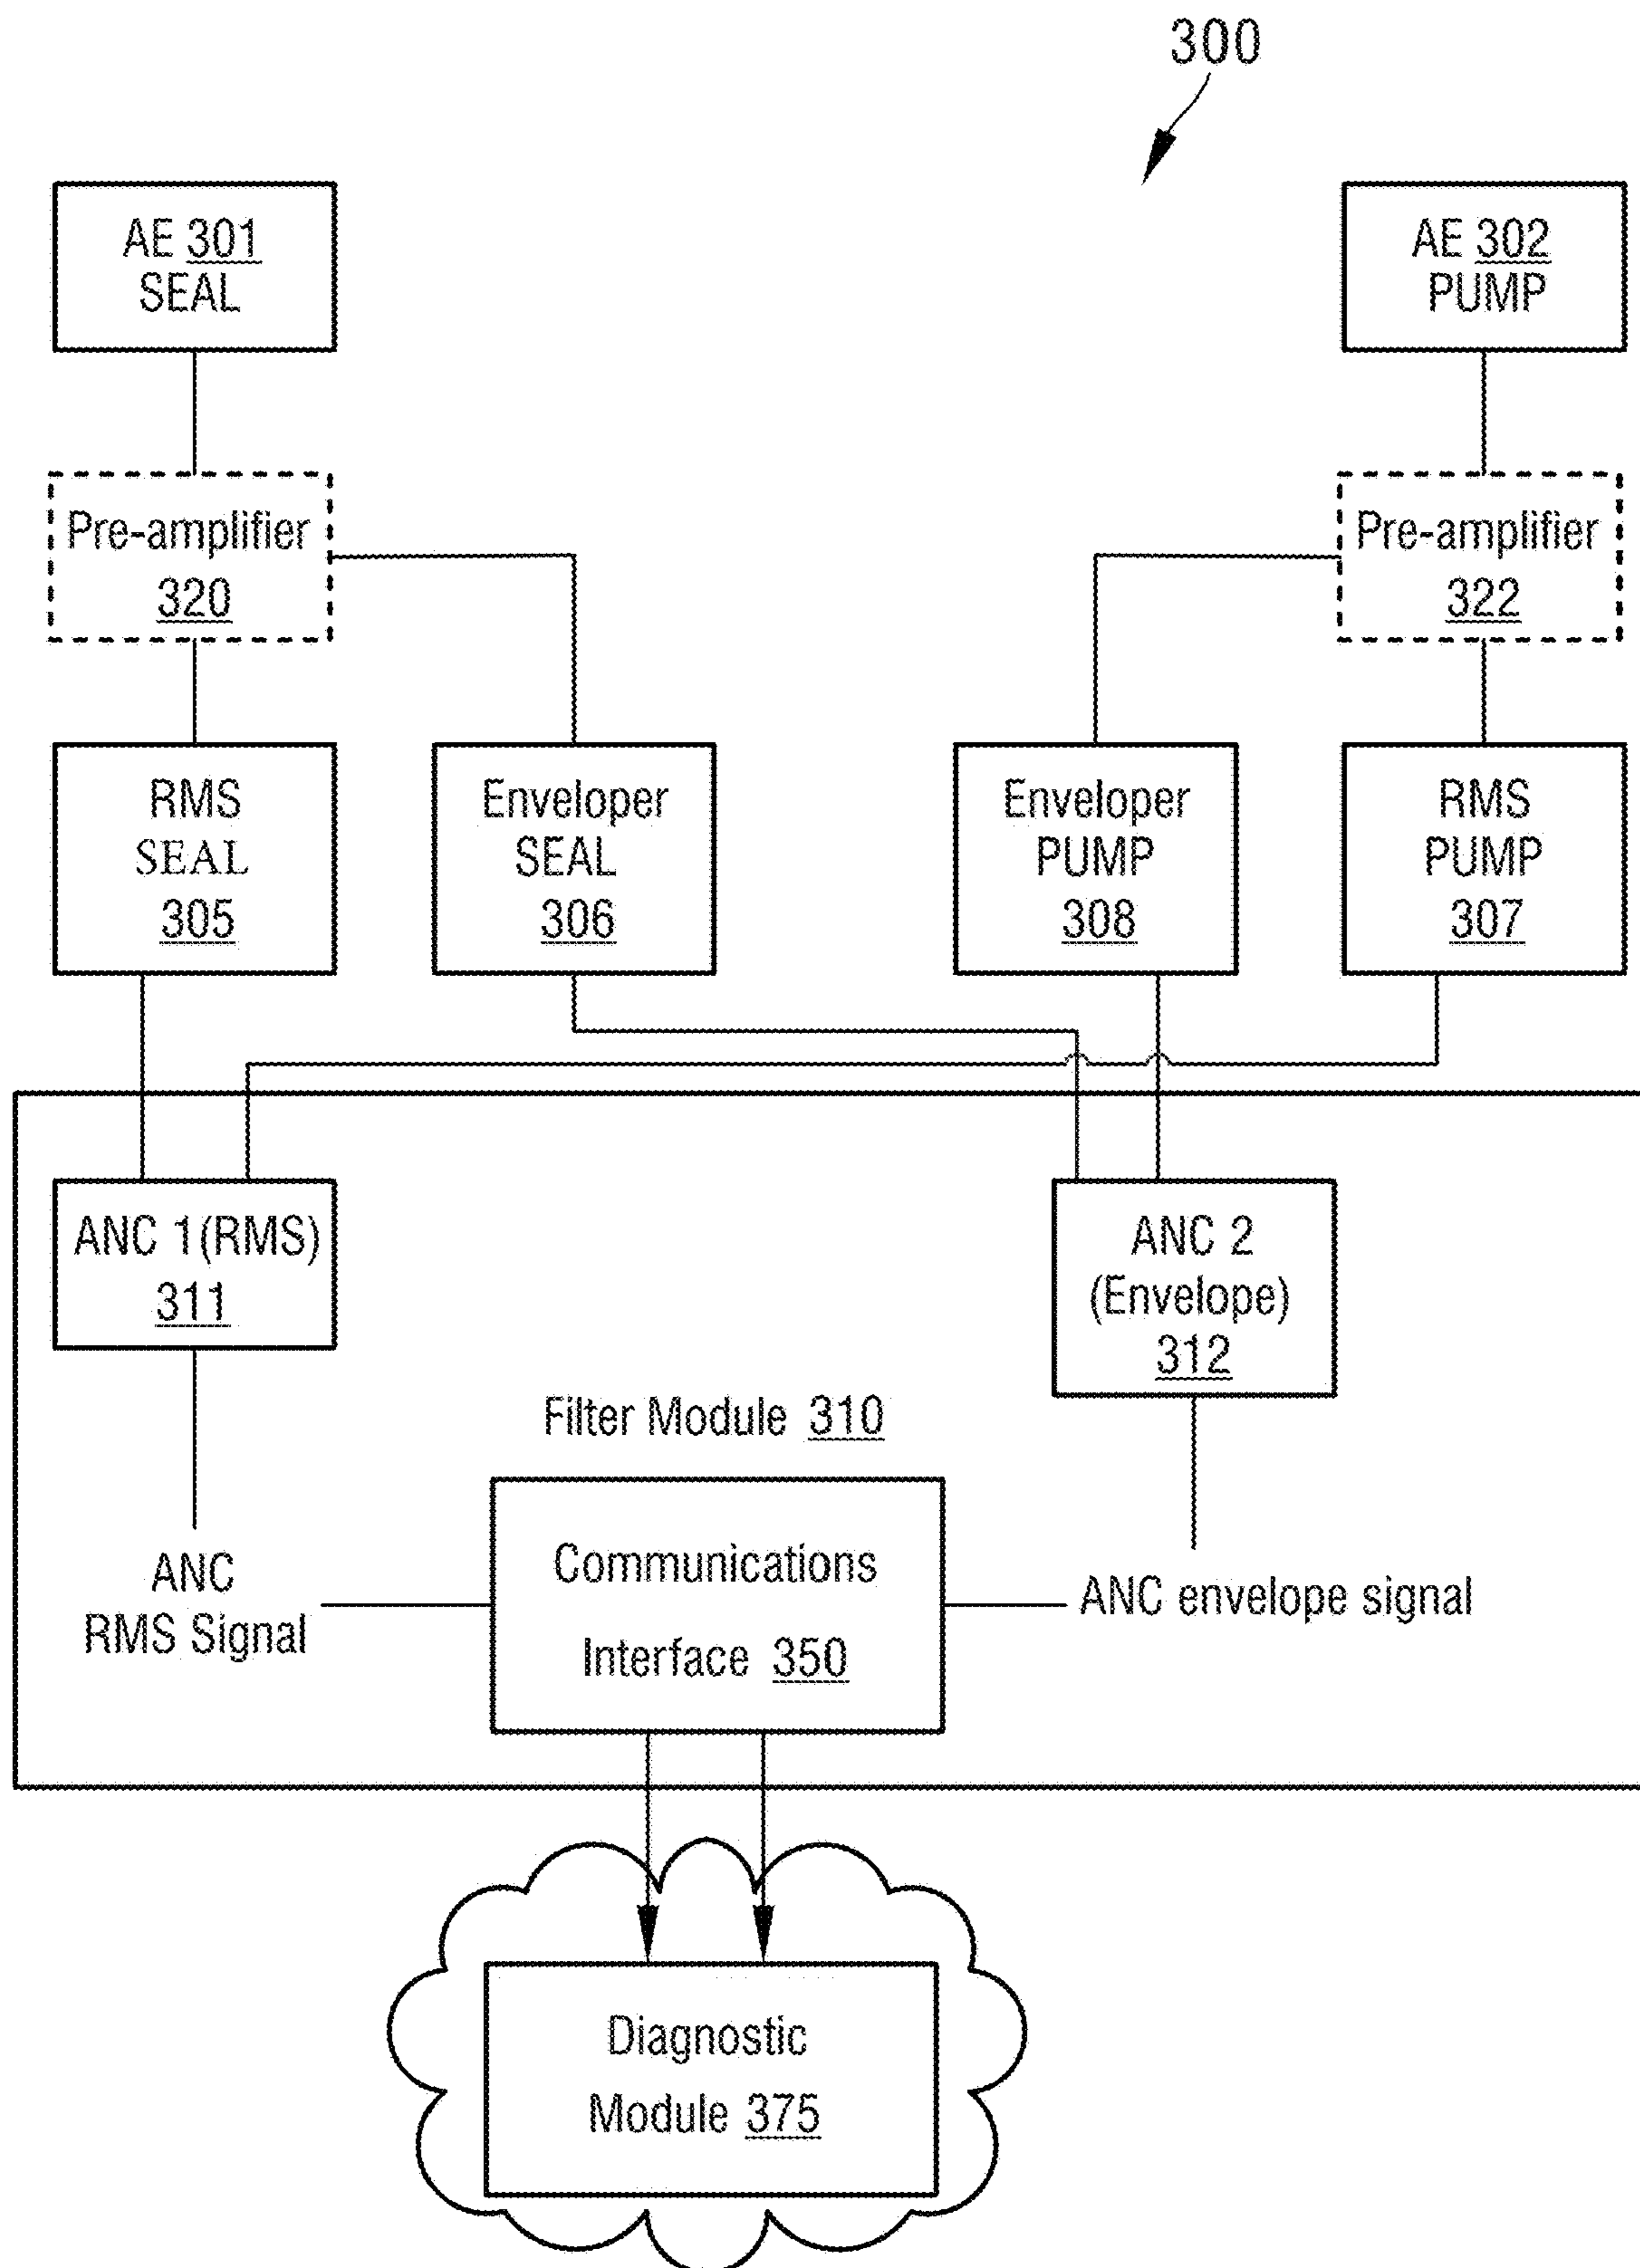 300
AE 301
SEAL
AE 302
PUMP
Pre-amplifier
320
Pre-amplifier
322
RMS
SEAL
305
Enveloper
SEAL
306
Enveloper
PUMP
308
RMS
PUMP
307
ANC 1(RMS)
311
ANC 2
(Envelope)
312
Filter Module 310
ANC
RMS Signal
Communications
Interface 350
ANC envelope signal
Diagnostic
Module 375